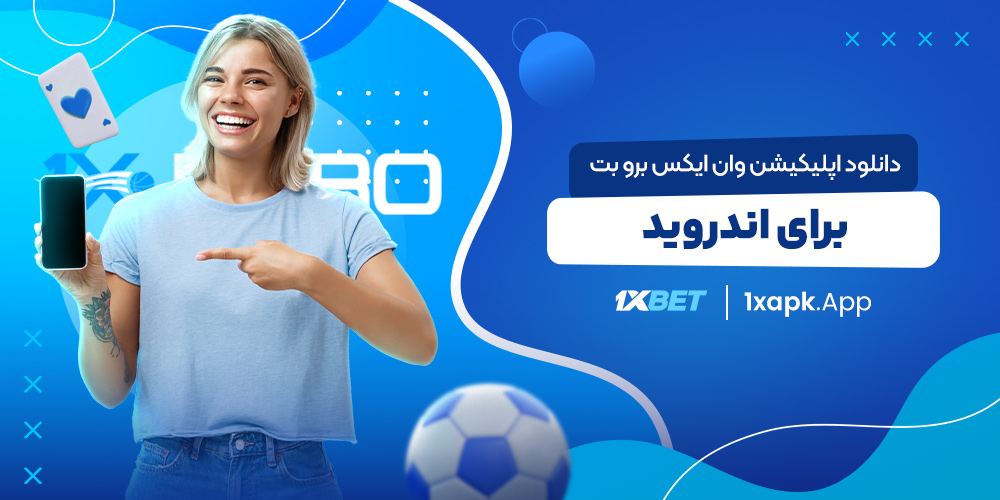 دانلود اپلیکیشن وان ایکس برو بت
برای اندروید
1XBET | 1xapk.App